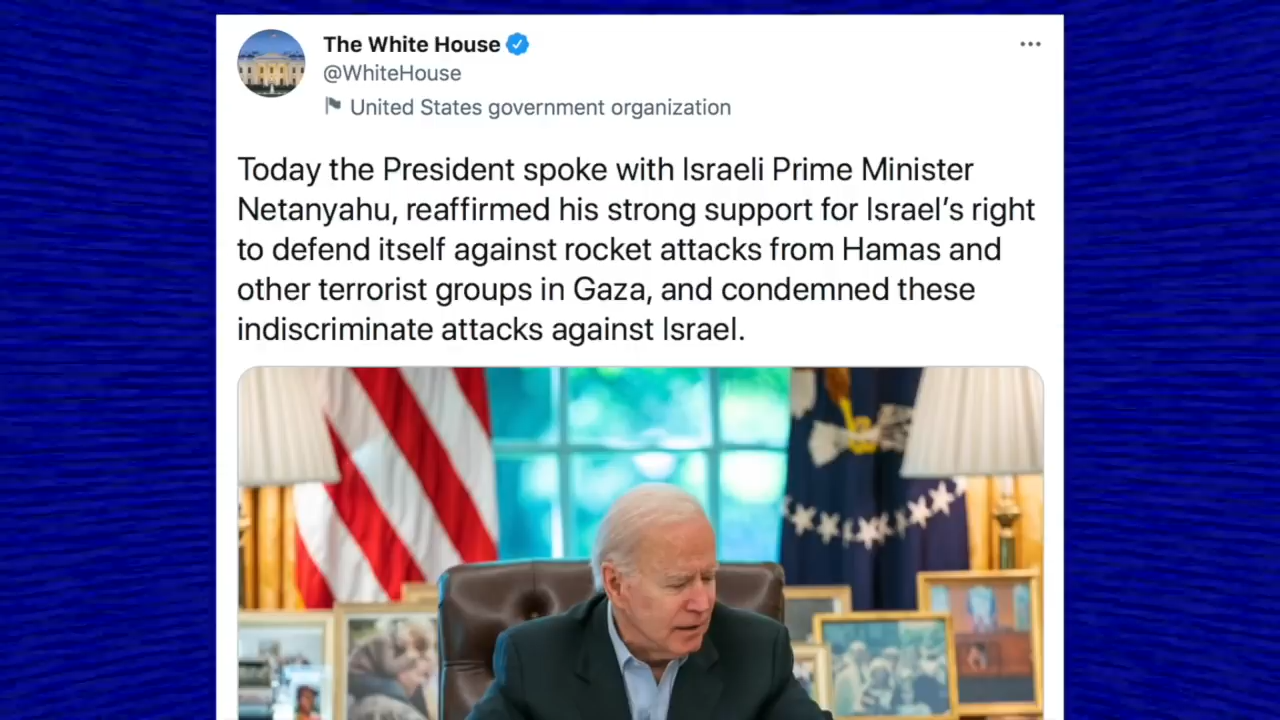 The White House
@WhiteHouse
United States government organization
Today the President spoke with Israeli Prime Minister
Netanyahu, reaffirmed his strong support for Israel’s right
to defend itself against rocket attacks from Hamas and
other terrorist groups in Gaza, and condemned these
indiscriminate attacks against Israel.